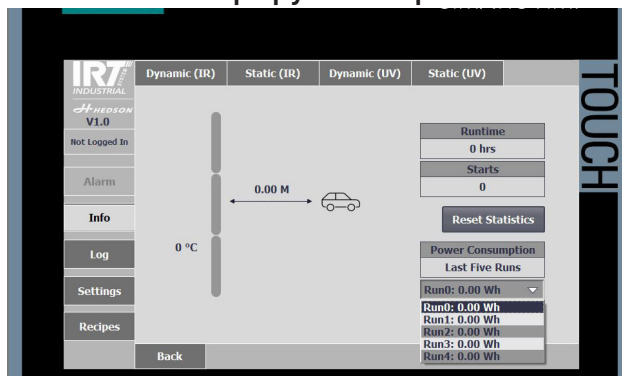 IRT
SYSTEM
INDUSTRIAL
HEDSON
V1.0
Not Logged In
Alarm
Info
Log
Settings
Recipes
Dynamic (IR)
Static (IR)
Dynamic (UV)
Static (UV)
0.00 M
0 °C
Runtime
0 hrs
Starts
0
Reset Statistics
Power Consumption
Last Five Runs
Run0: 0.00 Wh
Run0: 0.00 Wh
Run1: 0.00 Wh
Run2: 0.00 Wh
Run3: 0.00 Wh
Run4: 0.00 Wh
Back
TOUCH